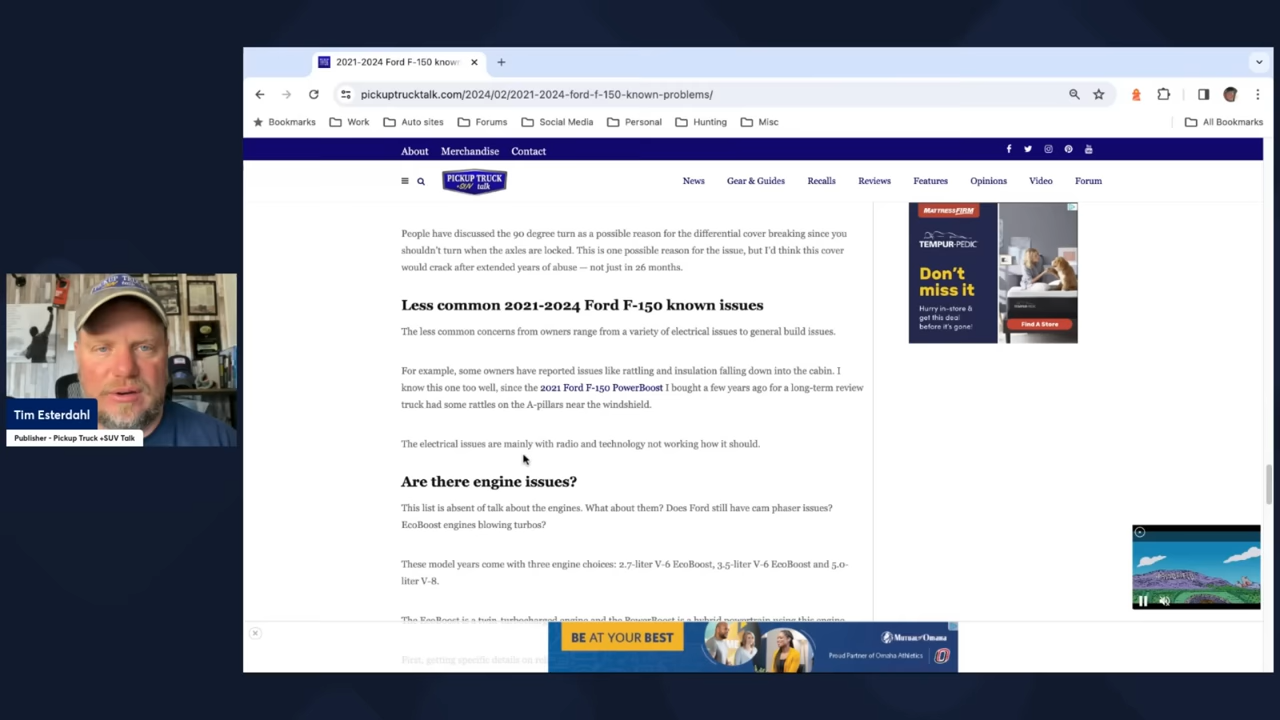 2021-2024 Ford F-150 known
pickuptrucktalk.com/2024/02/2021-2024-ford-f-150-known-problems/
Bookmarks Work Auto sites Forums Social Media Personal Hunting Misc All Bookmarks
About Merchandise Contact
PICKUP TRUCK
+SUV talk
News Gear & Guides Recalls Reviews Features Opinions Video Forum
People have discussed the 90 degree turn as a possible reason for the differential cover breaking since you
shouldn't turn when the axles are locked. This is one possible reason for the issue, but I'd think this cover
would crack after extended years of abuse — not just in 26 months.
Less common 2021-2024 Ford F-150 known issues
The less common concerns from owners range from a variety of electrical issues to general build issues.
For example, some owners have reported issues like rattling and insulation falling down into the cabin. I
know this one too well, since the 2021 Ford F-150 PowerBoost I bought a few years ago for a long-term review
truck had some rattles on the A-pillars near the windshield.
The electrical issues are mainly with radio and technology not working how it should.
Are there engine issues?
This list is absent of talk about the engines. What about them? Does Ford still have cam phaser issues?
EcoBoost engines blowing turbos?
These model years come with three engine choices: 2.7-liter V-6 EcoBoost, 3.5-liter V-6 EcoBoost and 5.0-
liter V-8.
The EcoBoost is a twin-turbocharged engine and the PowerBoost is a hybrid powertrain using this engine.
First, getting specific details on
MATTRESS FIRM
TEMPUR-PEDIC
Don't
miss it
Hurry in-store &
get this deal
before it's gone!
Find A Store
BE AT YOUR BEST
MUTUAL of OMAHA
Proud Partner of Omaha Athletics
Tim Esterdahl
Publisher - Pickup Truck +SUV Talk